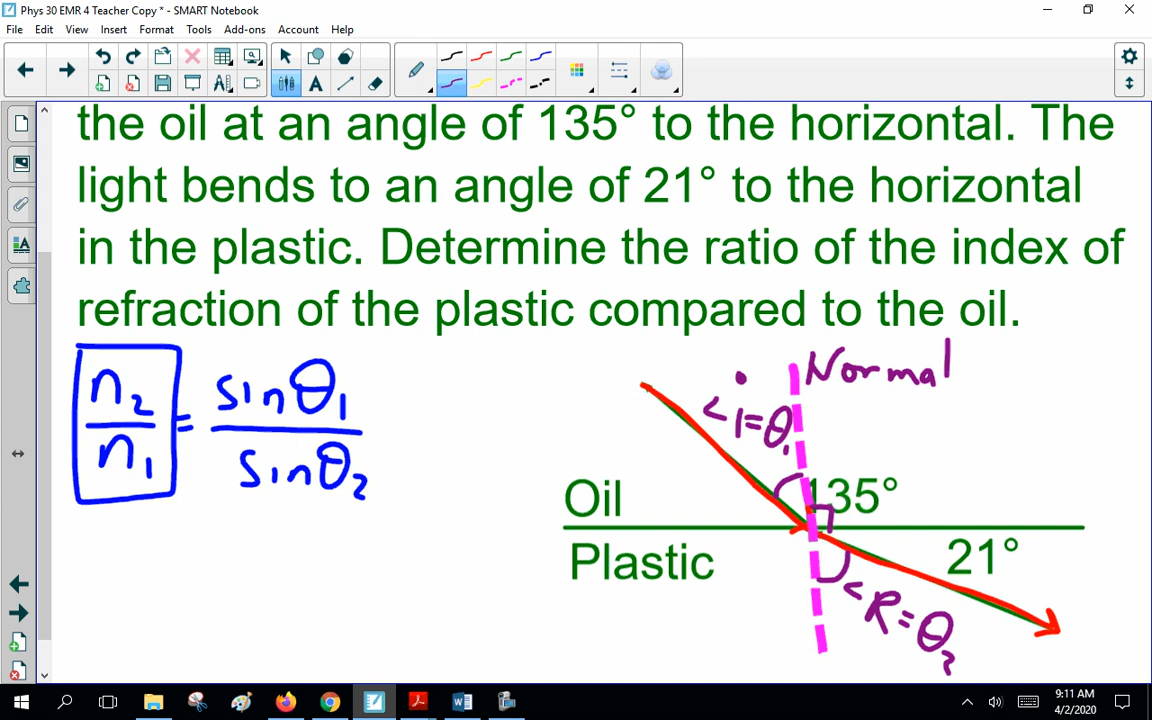 Phys 30 EMR 4 Teacher Copy * - SMART Notebook
File Edit View Insert Format Tools Add-ons Account Help
the oil at an angle of 135° to the horizontal. The
light bends to an angle of 21° to the horizontal
in the plastic. Determine the ratio of the index of
refraction of the plastic compared to the oil.
n₂/n₁ = sinθ₁/sinθ₂
Normal
<i=θ₁
Oil 135°
Plastic 21°
<R=θ₂
9:11 AM
4/2/2020